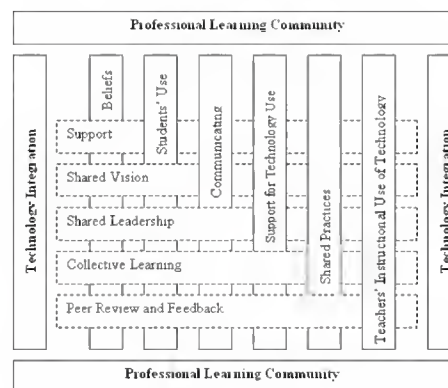 Professional Learning Community
Technology Integration
Beliefs
Students' Use
Communicating
Support for Technology Use
Shared Practices
Teachers' Instructional Use of Technology
Technology Integration
Support
Shared Vision
Shared Leadership
Collective Learning
Peer Review and Feedback
Professional Learning Community